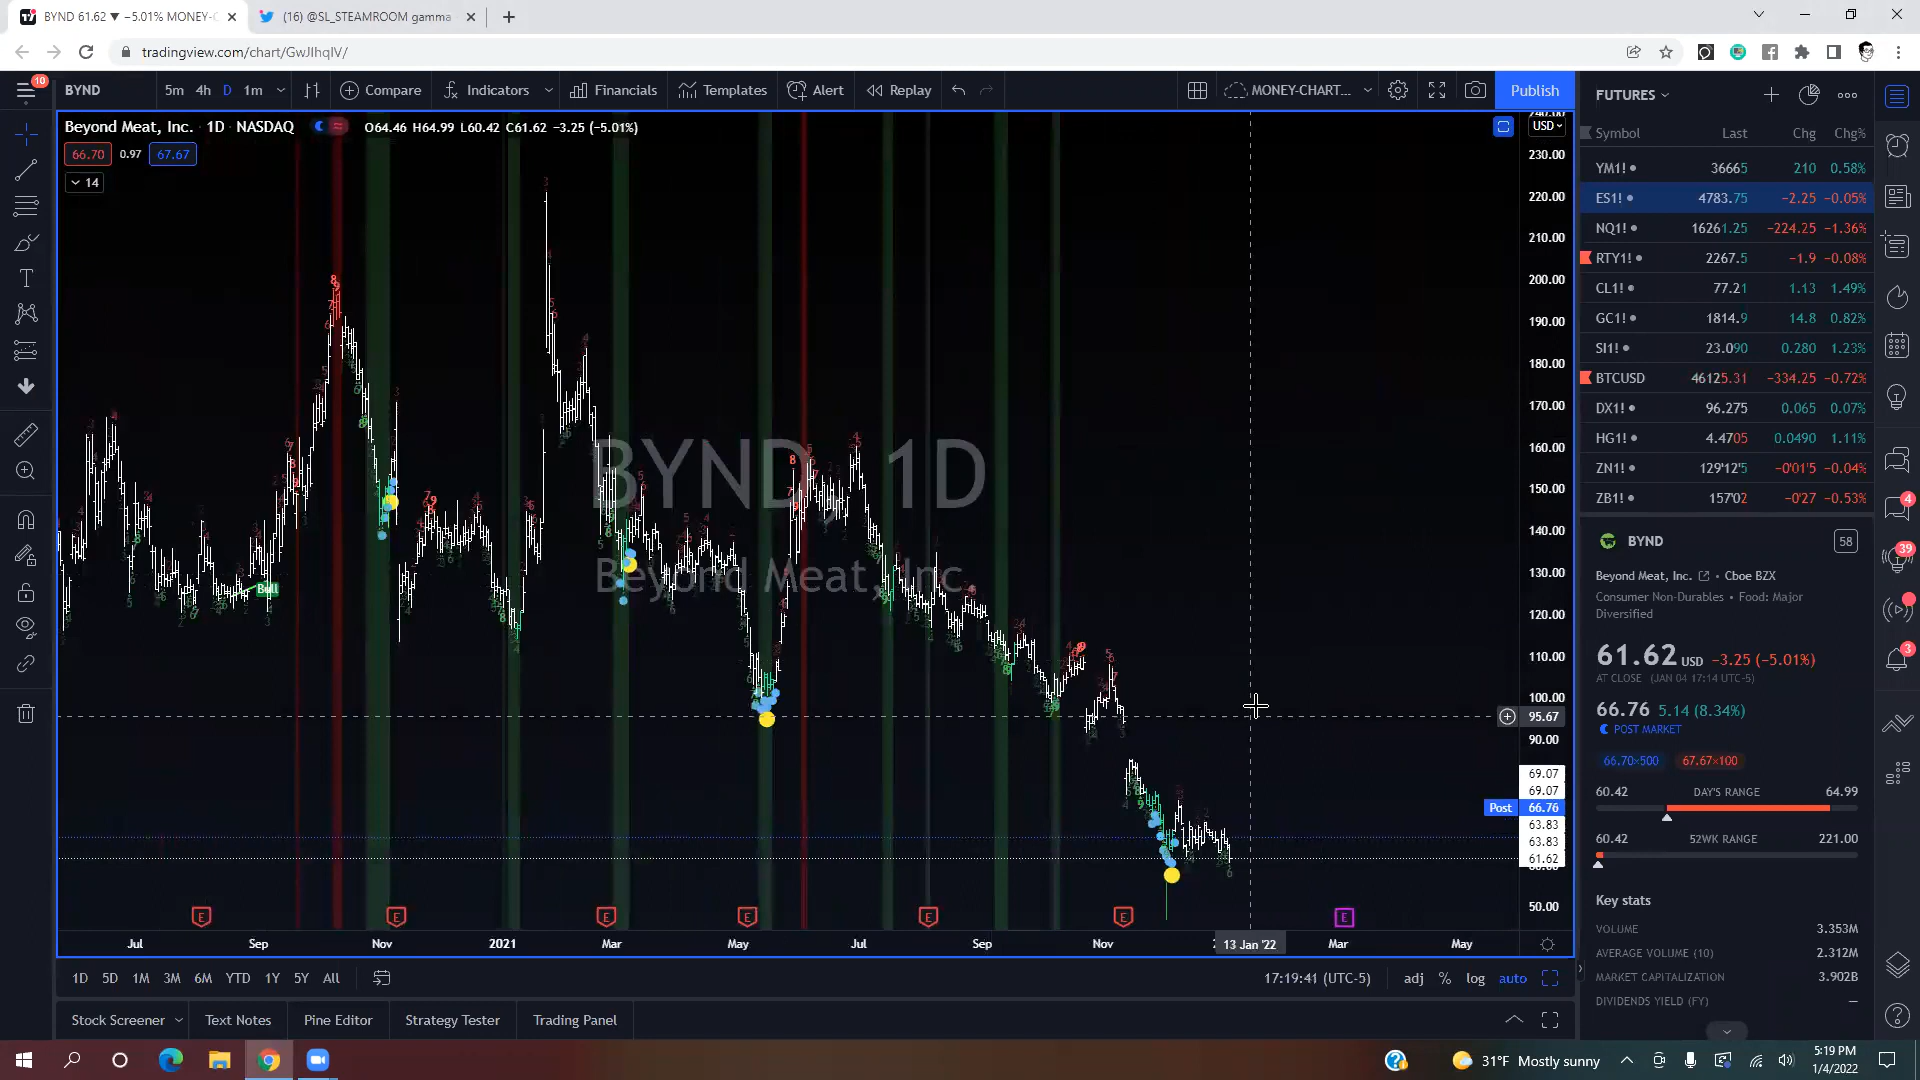 BYND 61.62 ▼ −5.01% MONEY-C
(16) @SL_STEAMROOM gamma
tradingview.com/chart/GwJIhqIV/
10
BYND
5m 4h D 1m
Compare
Indicators
Financials
Templates
Alert
Replay
MONEY-CHART...
Publish
Beyond Meat, Inc. · 1D · NASDAQ
O64.46 H64.99 L60.42 C61.62 −3.25 (−5.01%)
66.70 0.97 67.67
14
USD
230.00
220.00
210.00
200.00
190.00
180.00
170.00
160.00
150.00
140.00
130.00
120.00
110.00
100.00
95.67
90.00
69.07
69.07
Post 66.76
63.83
63.83
61.62
50.00
BYND, 1D
Beyond Meat, Inc
Bull
E E E E E E E
Jul Sep Nov 2021 Mar May Jul Sep Nov 13 Jan '22 Mar May
1D 5D 1M 3M 6M YTD 1Y 5Y All
17:19:41 (UTC-5) adj % log auto
Stock Screener Text Notes Pine Editor Strategy Tester Trading Panel
FUTURES
Symbol Last Chg Chg%
YM1! 36665 210 0.58%
ES1! 4783.75 −2.25 −0.05%
NQ1! 16261.25 −224.25 −1.36%
RTY1! 2267.5 −1.9 −0.08%
CL1! 77.21 1.13 1.49%
GC1! 1814.9 14.8 0.82%
SI1! 23.090 0.280 1.23%
BTCUSD 46125.31 −334.25 −0.72%
DX1! 96.275 0.065 0.07%
HG1! 4.4705 0.0490 1.11%
ZN1! 129'12'5 −0'01'5 −0.04%
ZB1! 157'02 −0'27 −0.53%
BYND 58
Beyond Meat, Inc. • Cboe BZX
Consumer Non-Durables • Food: Major
Diversified
61.62 USD −3.25 (−5.01%)
AT CLOSE (JAN 04 17:14 UTC-5)
66.76 5.14 (8.34%)
POST MARKET
66.70×500 67.67×100
60.42 DAY'S RANGE 64.99
60.42 52WK RANGE 221.00
Key stats
VOLUME 3.353M
AVERAGE VOLUME (10) 2.312M
MARKET CAPITALIZATION 3.902B
DIVIDENDS YIELD (FY) —
4
39
3
31°F Mostly sunny
5:19 PM
1/4/2022